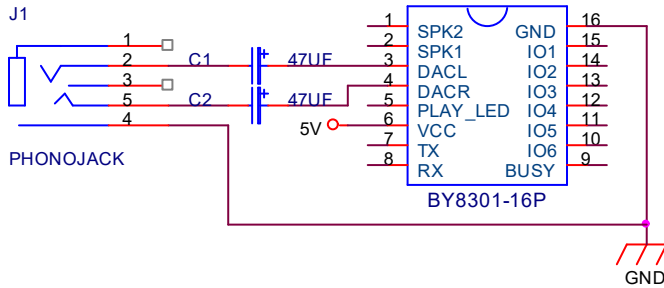 J1
1
2
3
5
4
PHONOJACK
C1
47UF
C2
47UF
5V
1 SPK2 GND 16
2 SPK1 IO1 15
3 DACL IO2 14
4 DACR IO3 13
5 PLAY_LED IO4 12
6 VCC IO5 11
7 TX IO6 10
8 RX BUSY 9
BY8301-16P
GND